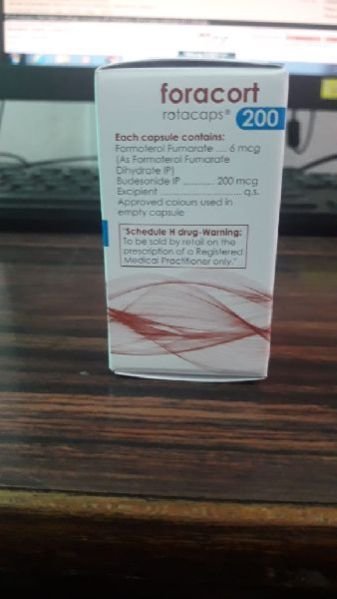 foracort
rotacaps® 200
Each capsule contains:
Formoterol Fumarate .... 6 mcg
(As Formoterol Fumarate
Dihydrate IP)
Budesonide IP ........... 200 mcg
Excipient ............................ q.s.
Approved colours used in
empty capsule
"Schedule H drug-Warning:
To be sold by retail on the
prescription of a Registered
Medical Practitioner only."